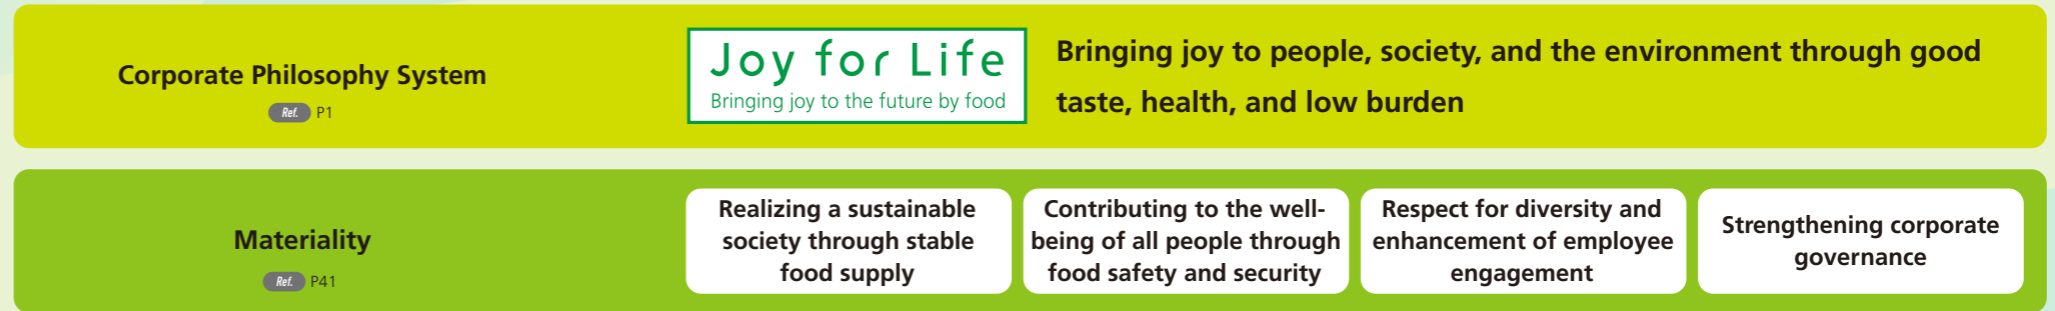 Corporate Philosophy System
Ref. P1
Joy for Life
Bringing joy to the future by food
Bringing joy to people, society, and the environment through good
taste, health, and low burden
Materiality
Ref. P41
Realizing a sustainable
society through stable
food supply
Contributing to the well-
being of all people through
food safety and security
Respect for diversity and
enhancement of employee
engagement
Strengthening corporate
governance